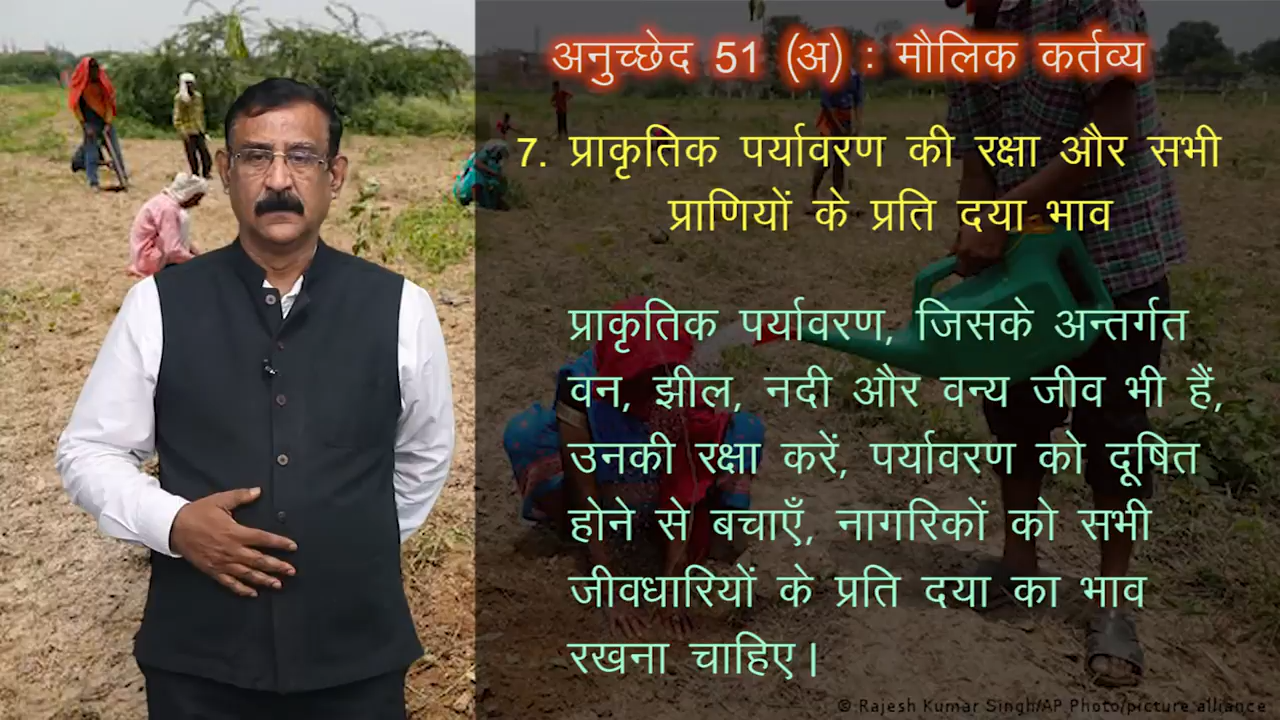 अनुच्छेद 51 (अ) : मौलिक कर्तव्य
7. प्राकृतिक पर्यावरण की रक्षा और सभी
प्राणियों के प्रति दया भाव
प्राकृतिक पर्यावरण, जिसके अन्तर्गत
वन, झील, नदी और वन्य जीव भी हैं,
उनकी रक्षा करें, पर्यावरण को दूषित
होने से बचाएँ, नागरिकों को सभी
जीवधारियों के प्रति दया का भाव
रखना चाहिए।
© Rajesh Kumar Singh/AP Photo/picture alliance